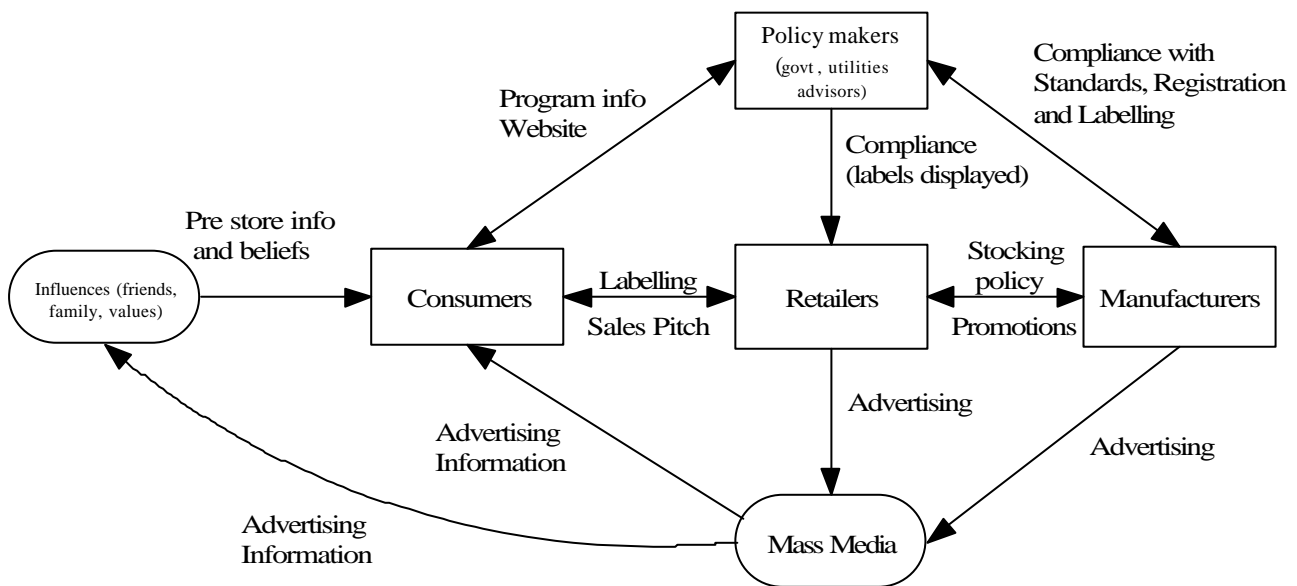 Policy makers
(govt , utilities
advisors)
Compliance with
Standards, Registration
and Labelling
Program info
Website
Compliance
(labels displayed)
Pre store info
and beliefs
Influences (friends,
family, values)
Consumers
Labelling
Sales Pitch
Retailers
Stocking
policy
Promotions
Manufacturers
Advertising
Information
Advertising
Advertising
Advertising
Information
Mass Media